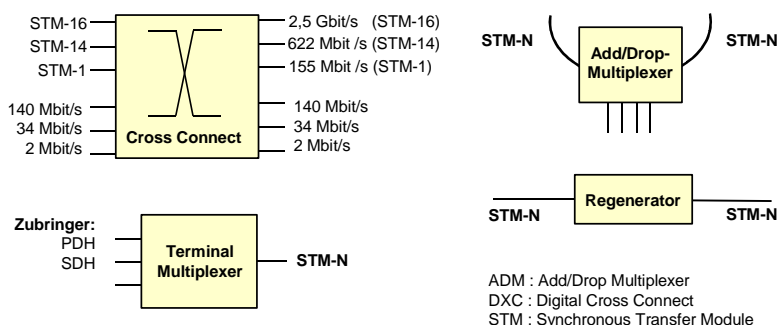 STM-16
STM-14
STM-1
140 Mbit/s
34 Mbit/s
2 Mbit/s
Cross Connect
2,5 Gbit/s (STM-16)
622 Mbit /s (STM-14)
155 Mbit /s (STM-1)
140 Mbit/s
34 Mbit/s
2 Mbit/s
STM-N
Add/Drop-
Multiplexer
STM-N
Zubringer:
PDH
SDH
Terminal
Multiplexer
STM-N
STM-N
Regenerator
STM-N
ADM : Add/Drop Multiplexer
DXC : Digital Cross Connect
STM : Synchronous Transfer Module